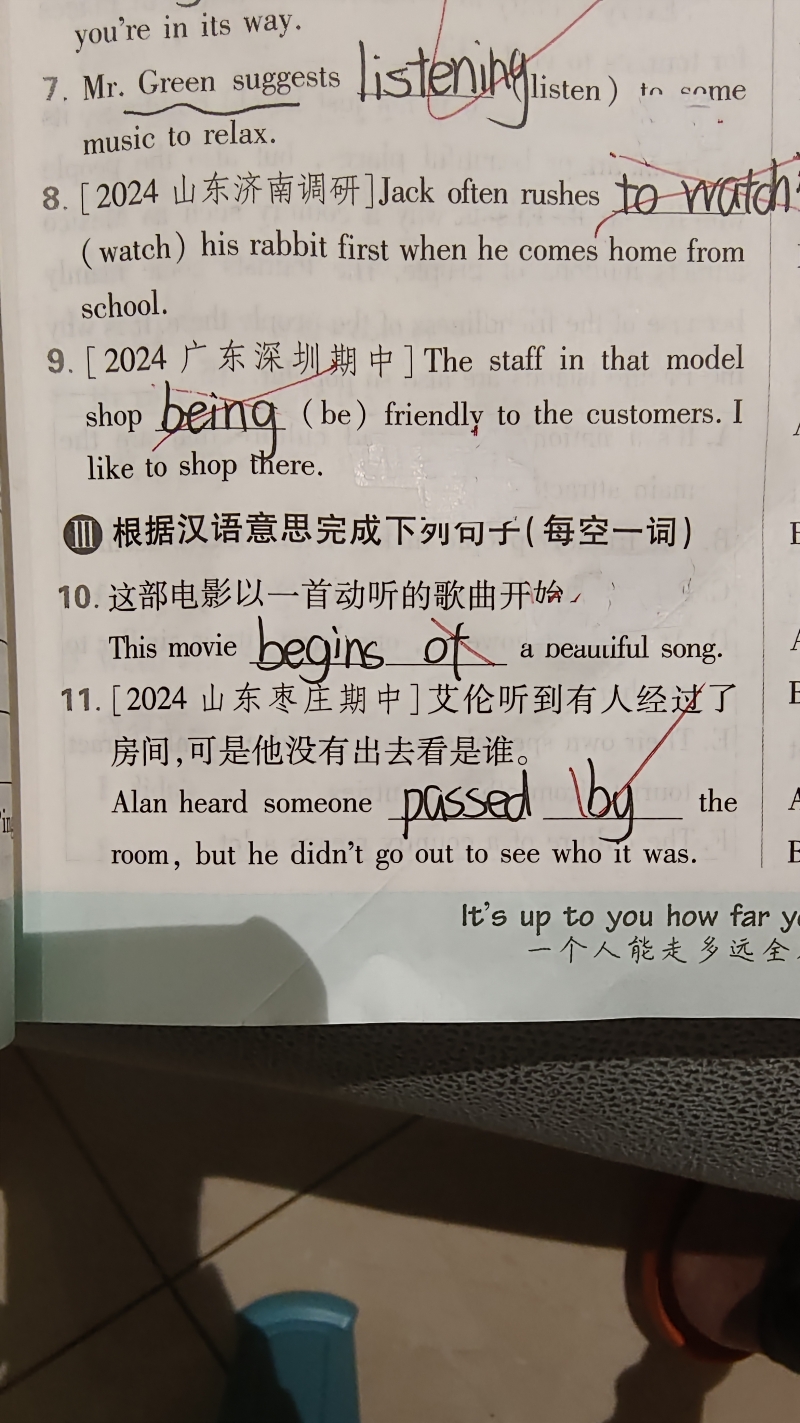 you're in its way.
7. Mr. Green suggests listening listen) to some
music to relax.
8. [2024 山东济南调研]Jack often rushes to watch
(watch) his rabbit first when he comes home from
school.
9. [2024 广东深圳期中]The staff in that model
shop being (be) friendly to the customers. I
like to shop there.
III 根据汉语意思完成下列句子(每空一词)
10. 这部电影以一首动听的歌曲开始
This movie begins of a beautiful song.
11. [2024 山东枣庄期中]艾伦听到有人经过了
房间,可是他没有出去看是谁。
Alan heard someone passed by the
room, but he didn't go out to see who it was.
It's up to you how far
一个人能走多远全